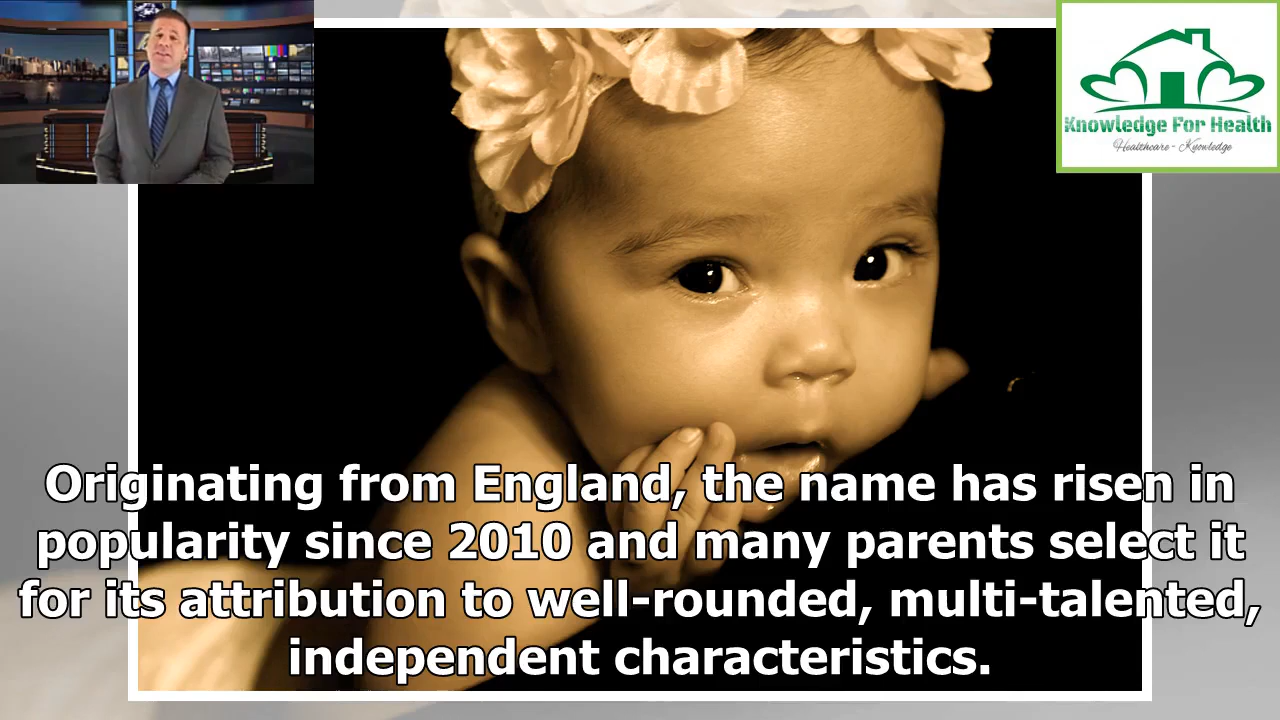 Knowledge For Health
Healthcare - Knowledge
Originating from England, the name has risen in
popularity since 2010 and many parents select it
for its attribution to well-rounded, multi-talented,
independent characteristics.